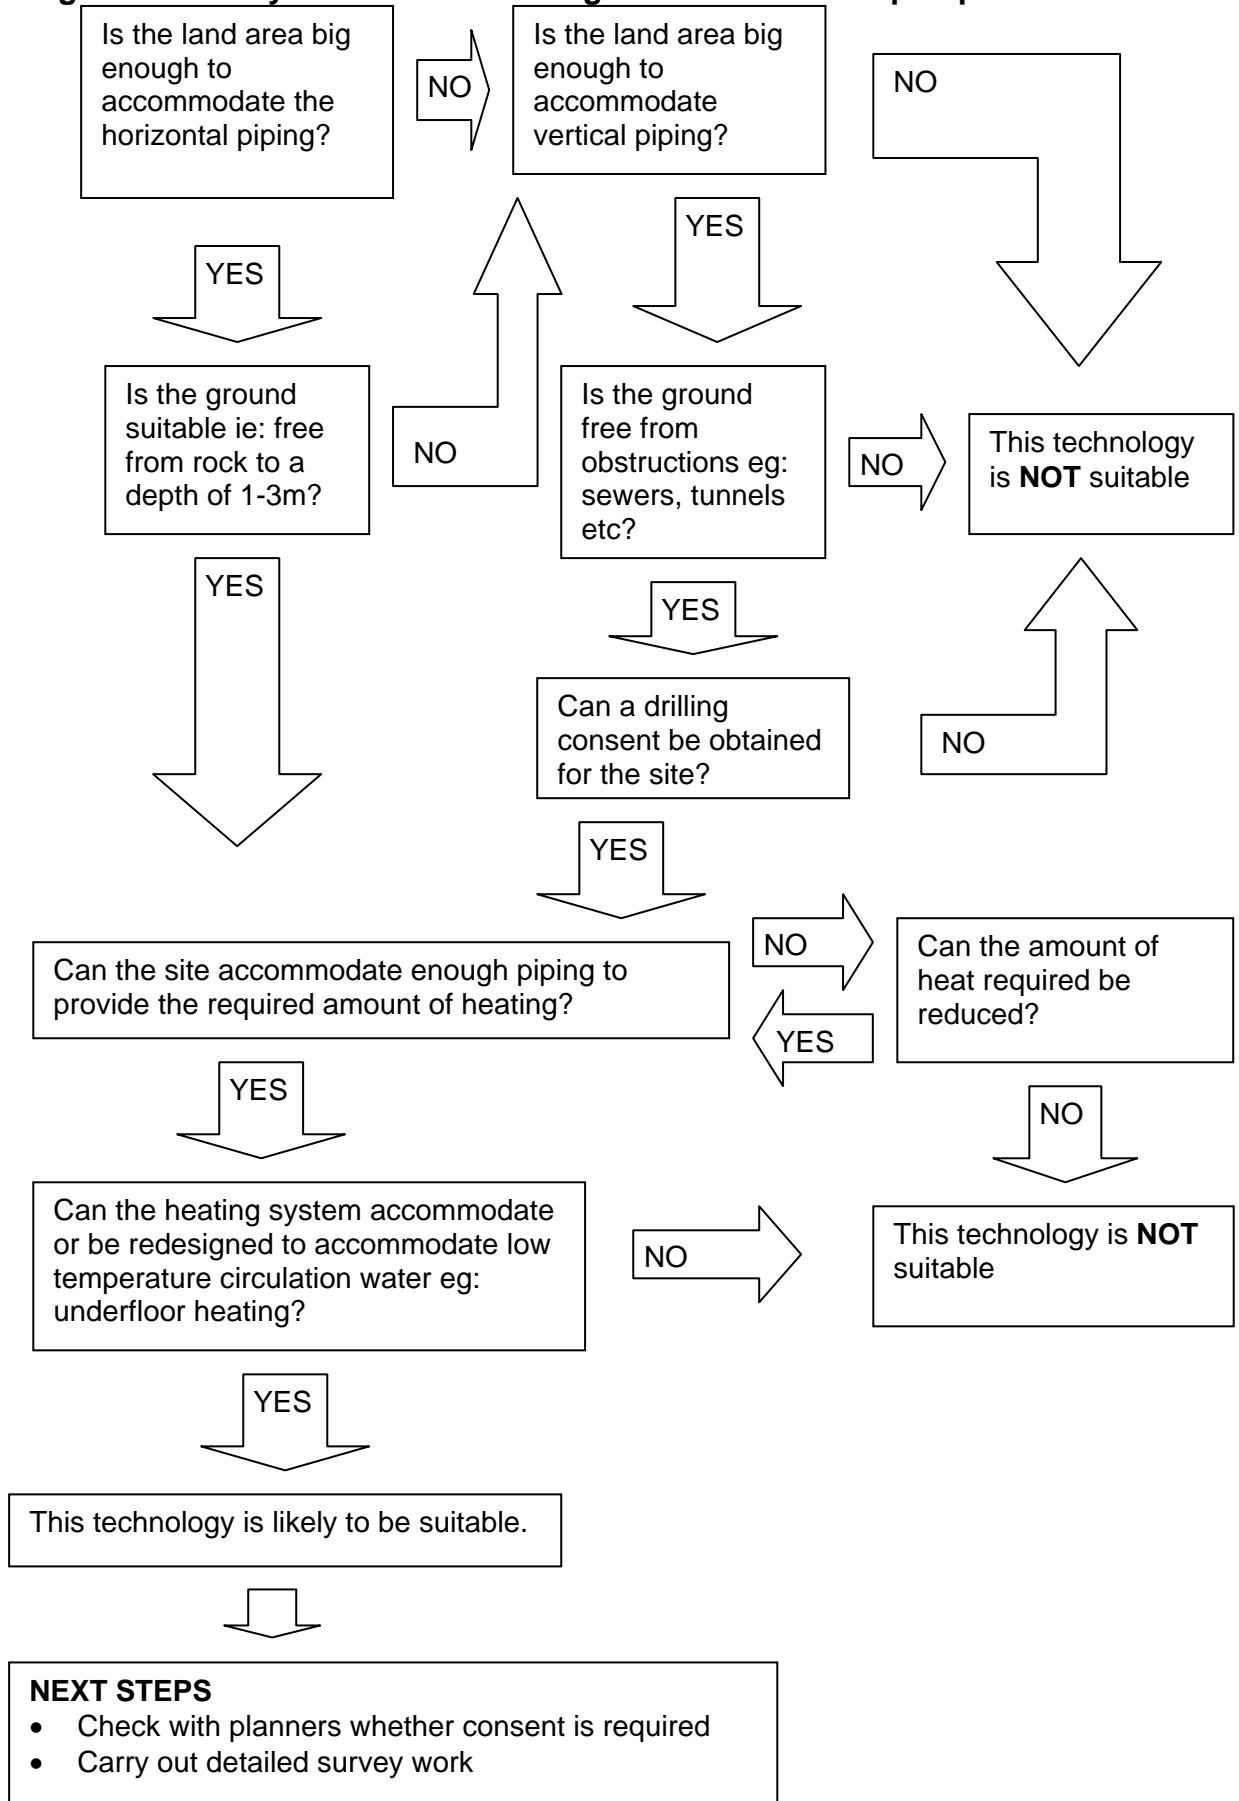 Is the land area big
enough to
accommodate the
horizontal piping?
NO
Is the land area big
enough to
accommodate
vertical piping?
NO
YES
YES
Is the ground
suitable ie: free
from rock to a
depth of 1-3m?
NO
Is the ground
free from
obstructions eg:
sewers, tunnels
etc?
NO
This technology
is NOT suitable
YES
YES
Can a drilling
consent be obtained
for the site?
NO
YES
Can the site accommodate enough piping to
provide the required amount of heating?
NO
YES
Can the amount of
heat required be
reduced?
YES
NO
Can the heating system accommodate
or be redesigned to accommodate low
temperature circulation water eg:
underfloor heating?
NO
This technology is NOT
suitable
YES
This technology is likely to be suitable.
NEXT STEPS
• Check with planners whether consent is required
• Carry out detailed survey work